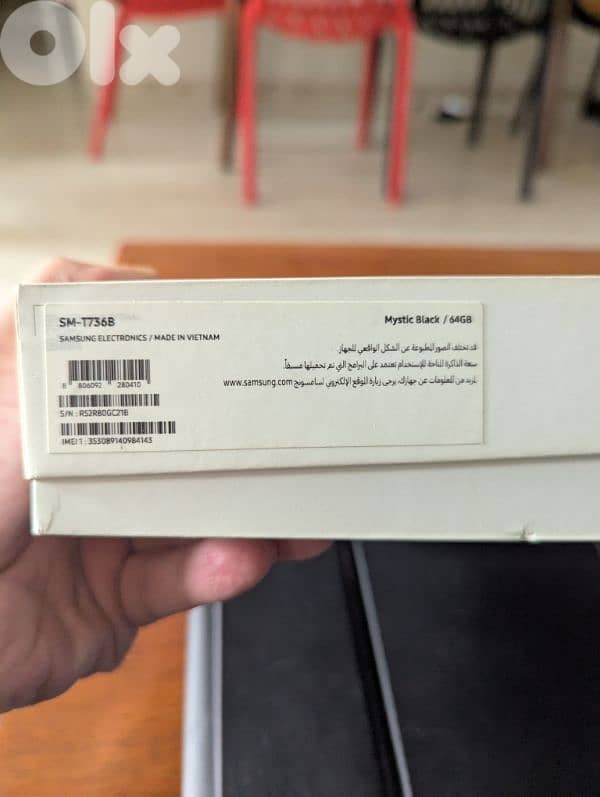 olx
SM-T736B
Mystic Black / 64GB
SAMSUNG ELECTRONICS / MADE IN VIETNAM
قد تختلف الصور المطبوعة عن الشكل الواقعي للجهاز.
سعة الذاكرة المتاحة للإستخدام تعتمد على البرامج التي تم تحميلها مسبقاً.
لمزيد من المعلومات عن جهازك، يرجى زيارة الموقع الإلكتروني لسامسونج www.samsung.com
8 806092 280410
S/N : R52R80GC21B
IMEI 1 : 353089140984143